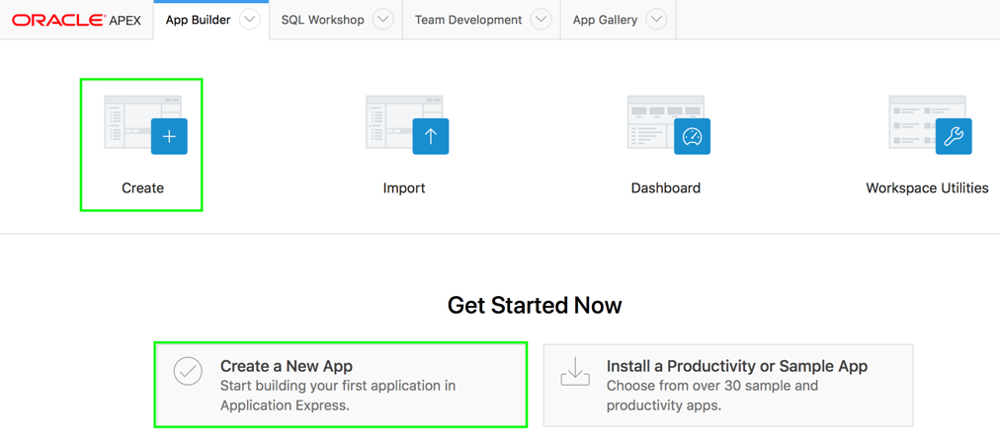 ORACLE APEX App Builder SQL Workshop Team Development App Gallery
Create Import Dashboard Workspace Utilities
Get Started Now
Create a New App
Start building your first application in
Application Express.
Install a Productivity or Sample App
Choose from over 30 sample and
productivity apps.